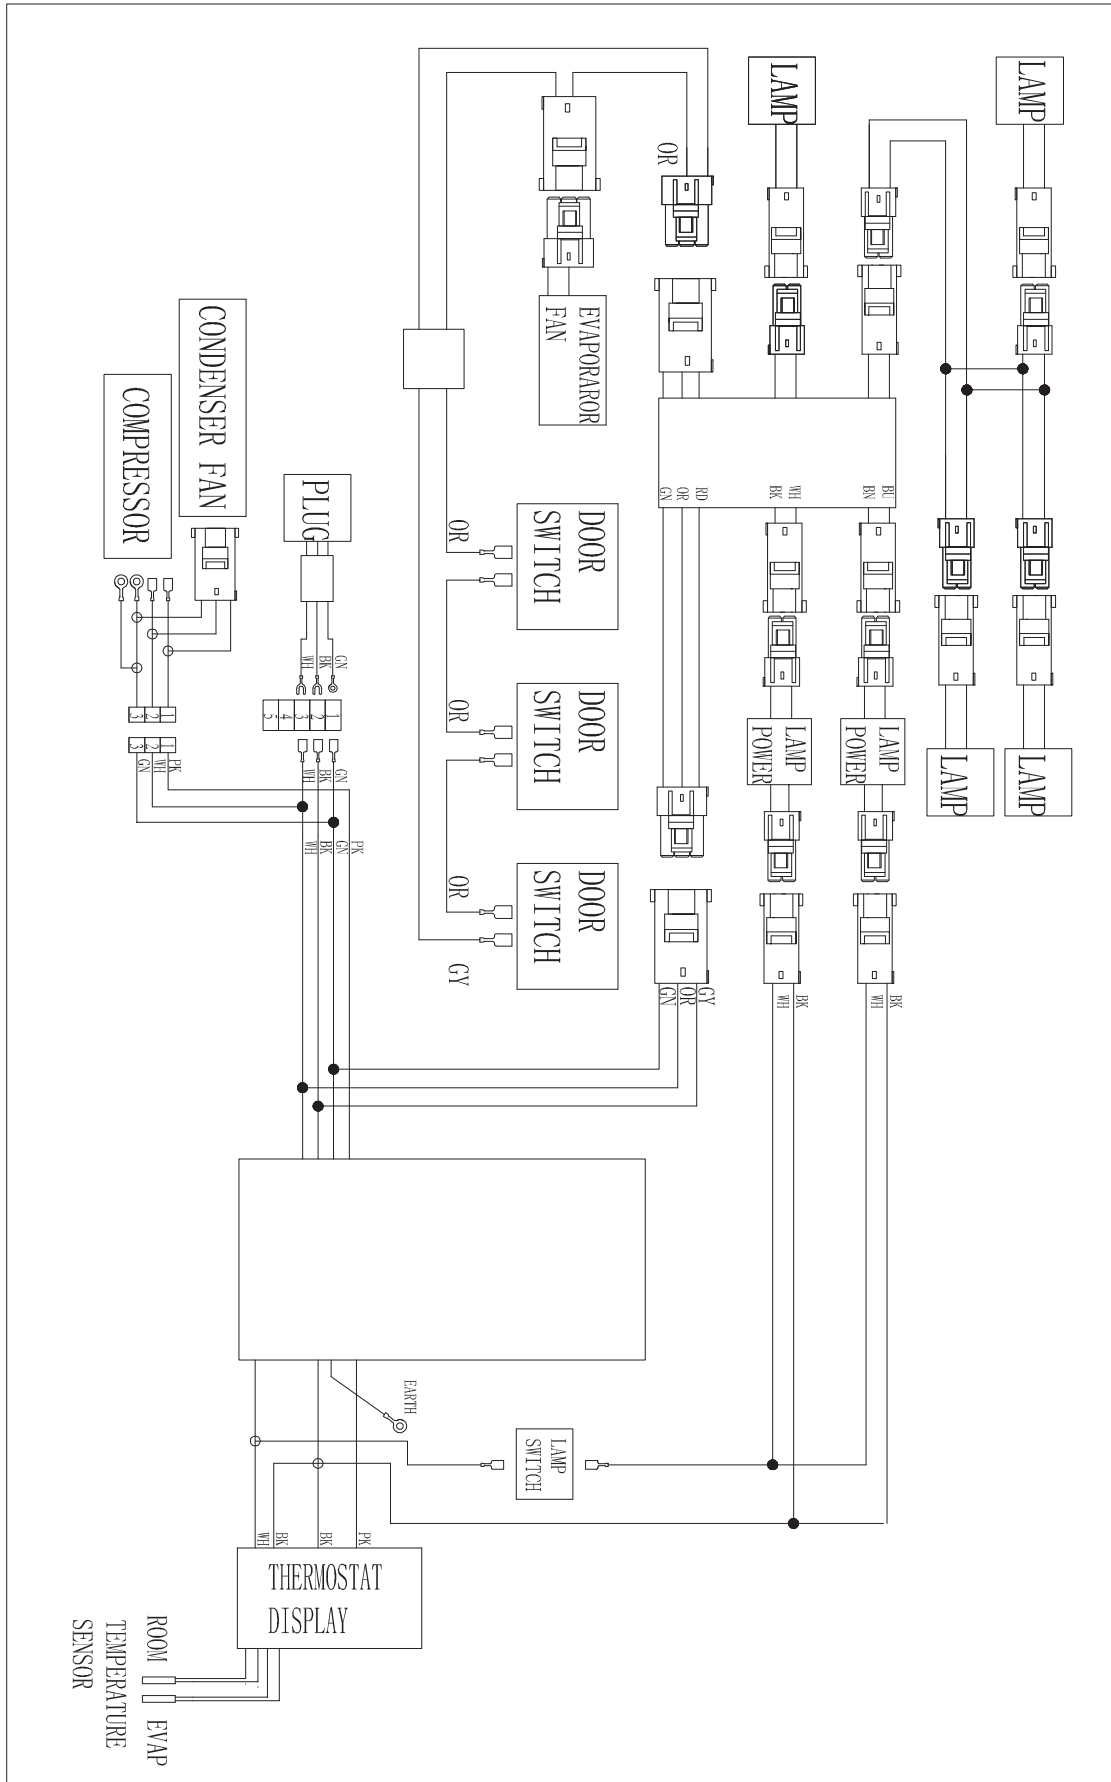 LAMP
LAMP
OR
EVAPORAROR
FAN
CONDENSER FAN
COMPRESSOR
PLUG
GN
OR
RD
BK
WH
BN
BU
OR
DOOR
SWITCH
OR
DOOR
SWITCH
OR
DOOR
SWITCH
GY
WH
BK
GN
5
4
3
2
1
3
2
1
3
2
1
GN
WH
PK
WH
BK
GN
WH
BK
GN
PK
LAMP
POWER
LAMP
POWER
LAMP
LAMP
GN
OR
GY
WH
BK
WH
BK
EARTH
LAMP
SWITCH
WH
BK
BK
PK
THERMOSTAT
DISPLAY
ROOM
EVAP
TEMPERATURE
SENSOR